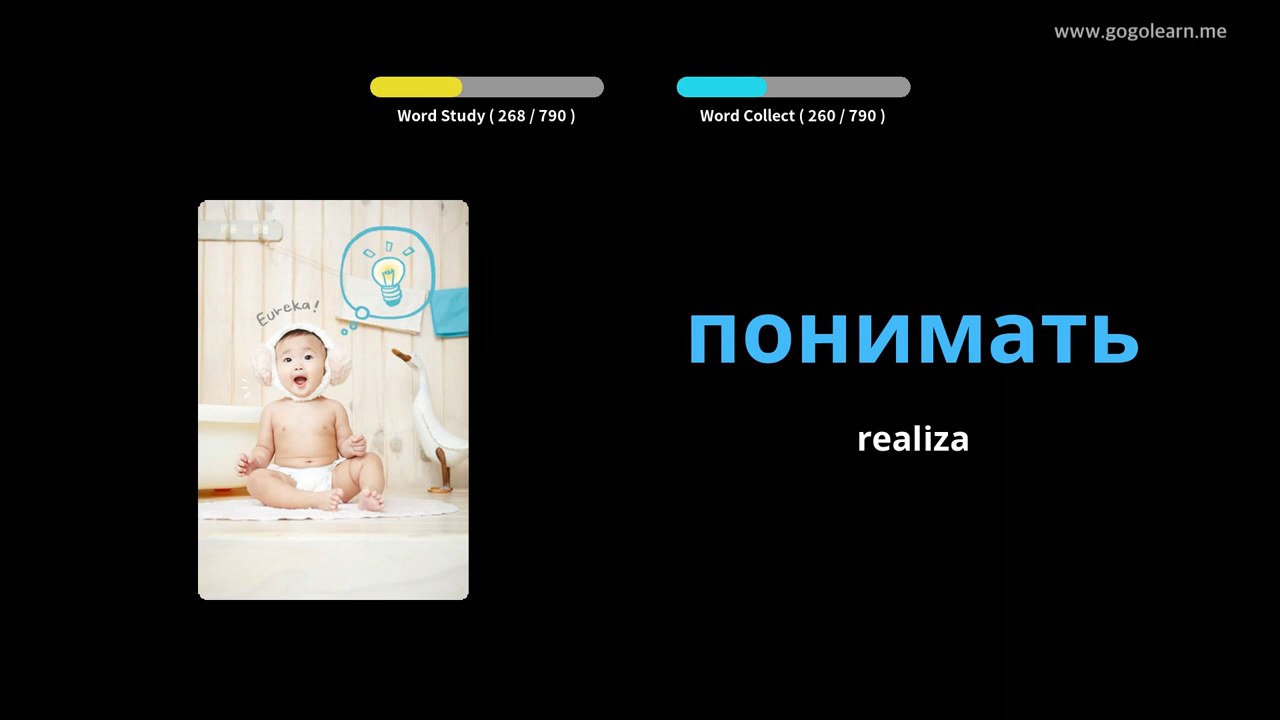 www.gogolearn.me
Word Study ( 268 / 790 )
Word Collect ( 260 / 790 )
Eureka!
понимать
realiza